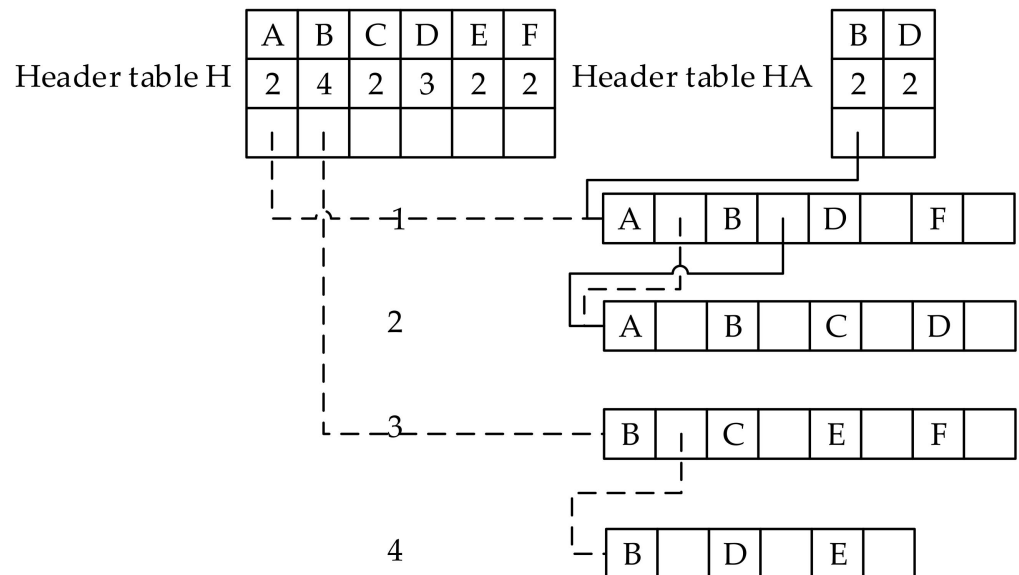 A B C D E F
B D
Header table H 2 4 2 3 2 2
Header table HA 2 2
1 A B D F
2 A B C D
3 B C E F
4 B D E